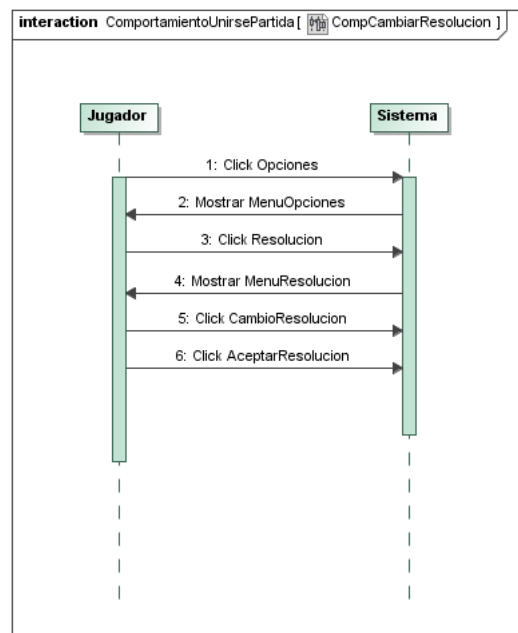 interaction ComportamientoUnirsePartida[ CompCambiarResolucion ]
Jugador
Sistema
1: Click Opciones
2: Mostrar MenuOpciones
3: Click Resolucion
4: Mostrar MenuResolucion
5: Click CambioResolucion
6: Click AceptarResolucion